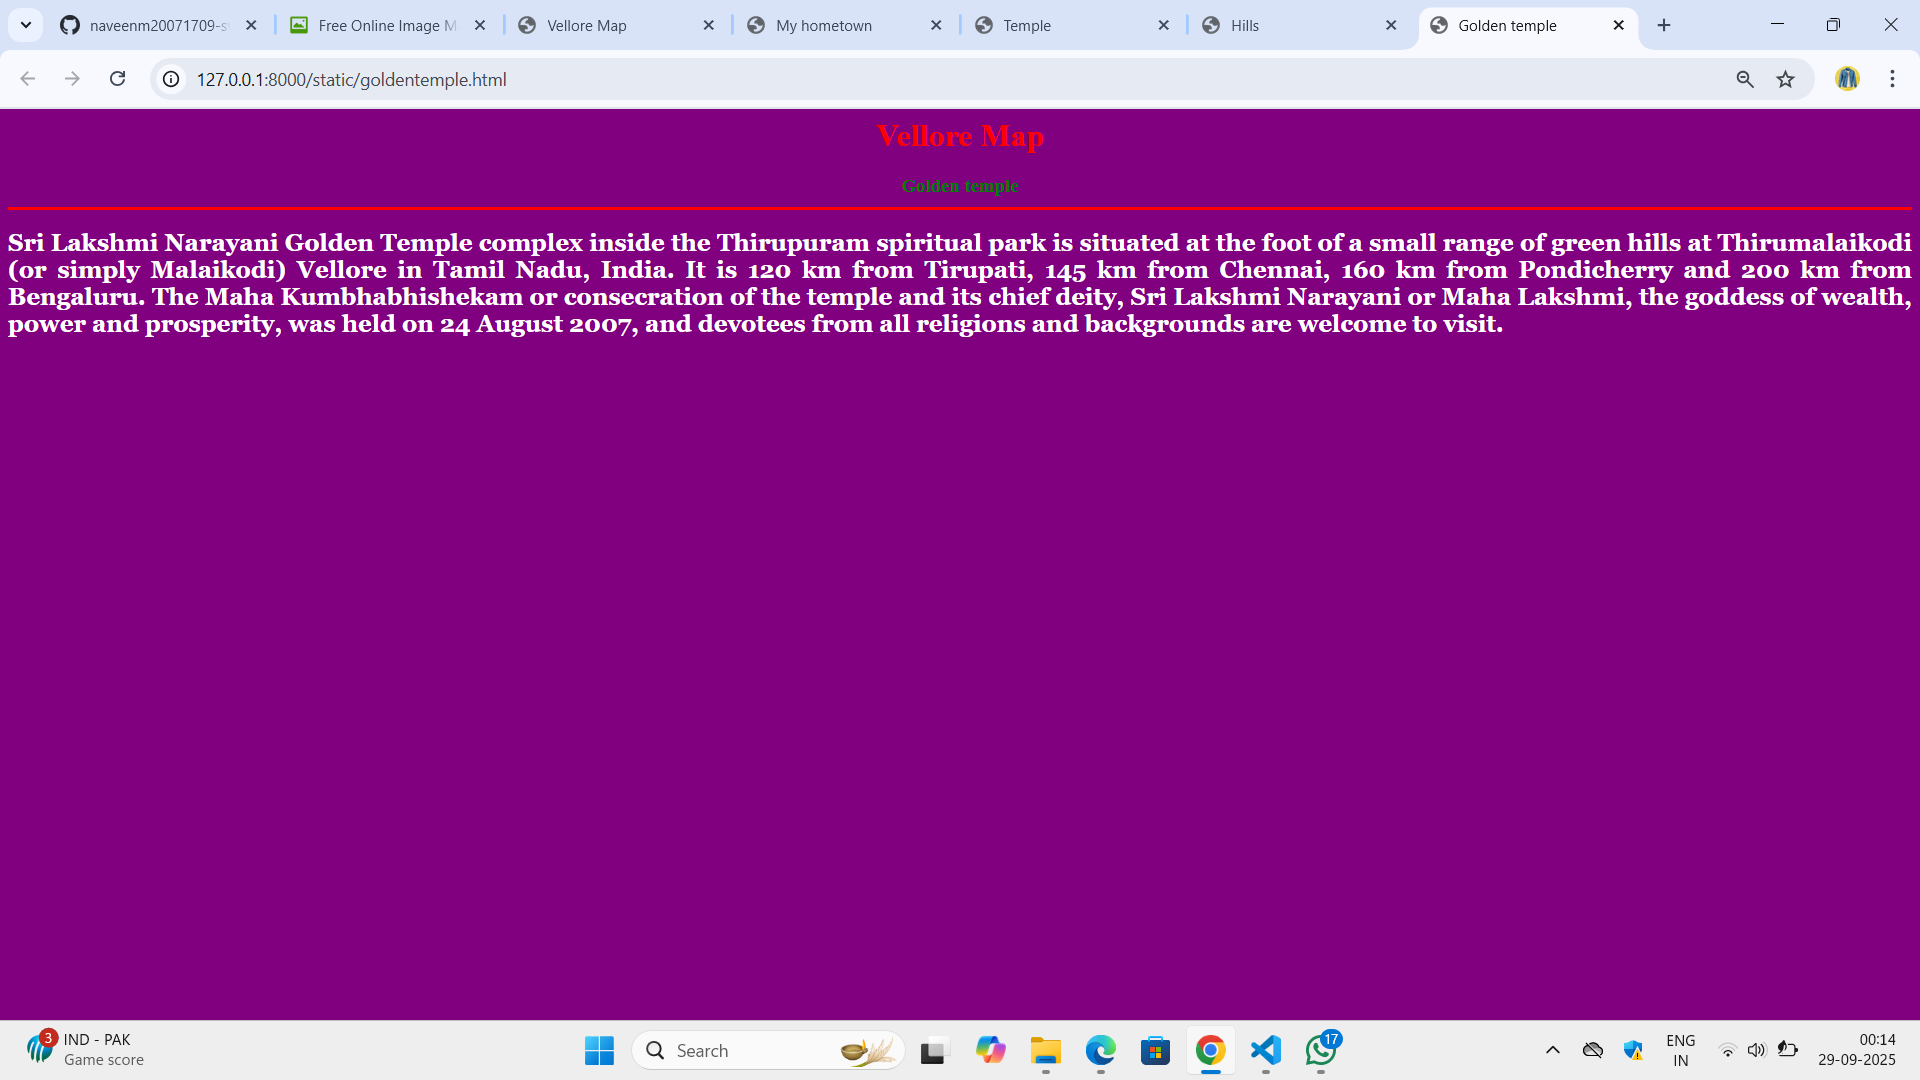 naveenm20071709-s
Free Online Image M
Vellore Map
My hometown
Temple
Hills
Golden temple
127.0.0.1:8000/static/goldentemple.html
Vellore Map
Golden temple
Sri Lakshmi Narayani Golden Temple complex inside the Thirupuram spiritual park is situated at the foot of a small range of green hills at Thirumalaikodi
(or simply Malaikodi) Vellore in Tamil Nadu, India. It is 120 km from Tirupati, 145 km from Chennai, 160 km from Pondicherry and 200 km from
Bengaluru. The Maha Kumbhabhishekam or consecration of the temple and its chief deity, Sri Lakshmi Narayani or Maha Lakshmi, the goddess of wealth,
power and prosperity, was held on 24 August 2007, and devotees from all religions and backgrounds are welcome to visit.
3
IND - PAK
Game score
Search
17
ENG
IN
00:14
29-09-2025